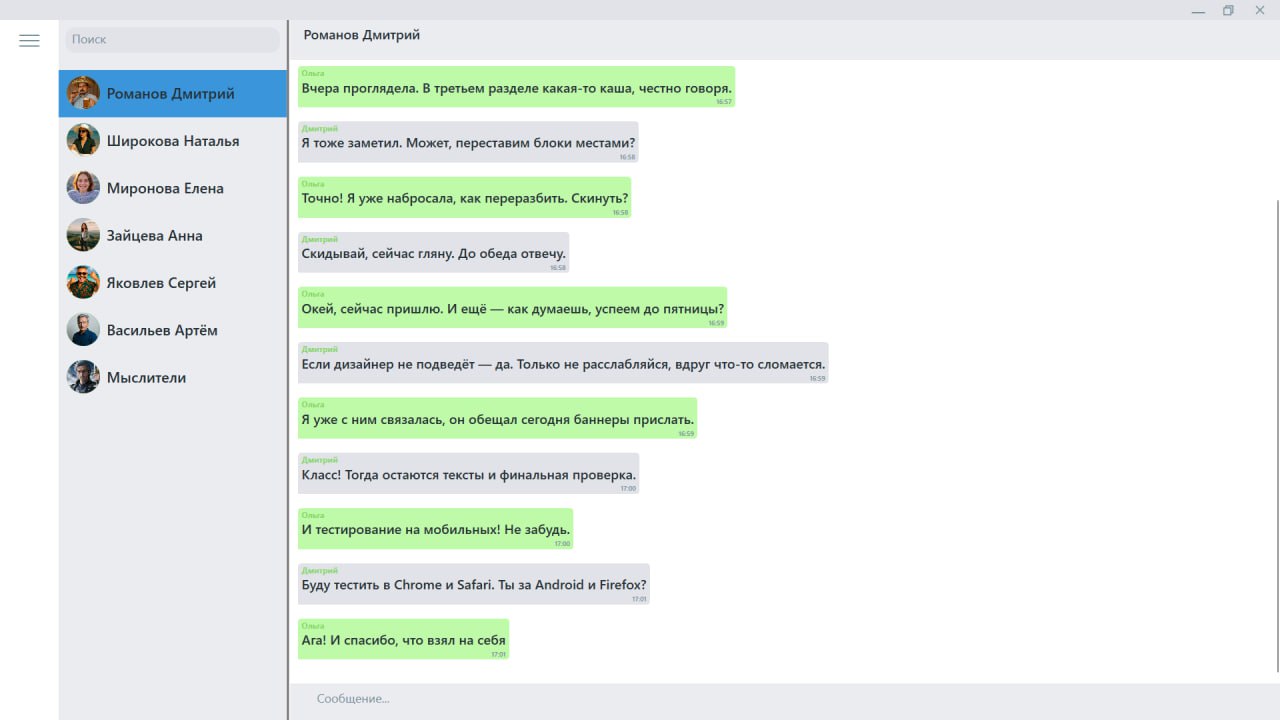 Поиск
Романов Дмитрий
Широкова Наталья
Миронова Елена
Зайцева Анна
Яковлев Сергей
Васильев Артём
Мыслители
Романов Дмитрий
Ольга
Вчера проглядела. В третьем разделе какая-то каша, честно говоря.
16:57
Дмитрий
Я тоже заметил. Может, переставим блоки местами?
16:58
Ольга
Точно! Я уже набросала, как переразбить. Скинуть?
16:58
Дмитрий
Скидывай, сейчас гляну. До обеда отвечу.
16:58
Ольга
Окей, сейчас пришлю. И ещё — как думаешь, успеем до пятницы?
16:59
Дмитрий
Если дизайнер не подведёт — да. Только не расслабляйся, вдруг что-то сломается.
16:59
Ольга
Я уже с ним связалась, он обещал сегодня баннеры прислать.
16:59
Дмитрий
Класс! Тогда остаются тексты и финальная проверка.
17:00
Ольга
И тестирование на мобильных! Не забудь.
17:00
Дмитрий
Буду тестить в Chrome и Safari. Ты за Android и Firefox?
17:01
Ольга
Ага! И спасибо, что взял на себя
17:01
Сообщение...